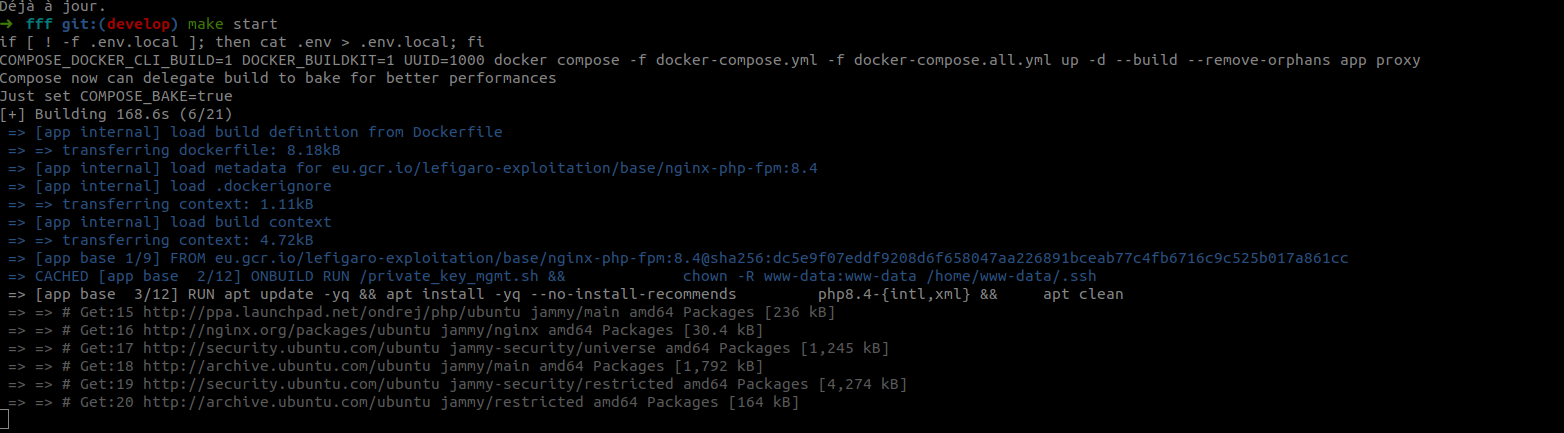 Déjà à jour.
➜ fff git:(develop) make start
if [ ! -f .env.local ]; then cat .env > .env.local; fi
COMPOSE_DOCKER_CLI_BUILD=1 DOCKER_BUILDKIT=1 UUID=1000 docker compose -f docker-compose.yml -f docker-compose.all.yml up -d --build --remove-orphans app proxy
Compose now can delegate build to bake for better performances
Just set COMPOSE_BAKE=true
[+] Building 168.6s (6/21)
=> [app internal] load build definition from Dockerfile
=> => transferring dockerfile: 8.18kB
=> [app internal] load metadata for eu.gcr.io/lefigaro-exploitation/base/nginx-php-fpm:8.4
=> [app internal] load .dockerignore
=> => transferring context: 1.11kB
=> [app internal] load build context
=> => transferring context: 4.72kB
=> [app base 1/9] FROM eu.gcr.io/lefigaro-exploitation/base/nginx-php-fpm:8.4@sha256:dc5e9f07eddf9208d6f658047aa226891bceab77c4fb6716c9c525b017a861cc
=> CACHED [app base  2/12] ONBUILD RUN /private_key_mgmt.sh &&             chown -R www-data:www-data /home/www-data/.ssh
=> [app base  3/12] RUN apt update -yq && apt install -yq --no-install-recommends         php8.4-{intl,xml} &&     apt clean
=> => # Get:15 http://ppa.launchpad.net/ondrej/php/ubuntu jammy/main amd64 Packages [236 kB]
=> => # Get:16 http://nginx.org/packages/ubuntu jammy/nginx amd64 Packages [30.4 kB]
=> => # Get:17 http://security.ubuntu.com/ubuntu jammy-security/universe amd64 Packages [1,245 kB]
=> => # Get:18 http://archive.ubuntu.com/ubuntu jammy/main amd64 Packages [1,792 kB]
=> => # Get:19 http://security.ubuntu.com/ubuntu jammy-security/restricted amd64 Packages [4,274 kB]
=> => # Get:20 http://archive.ubuntu.com/ubuntu jammy/restricted amd64 Packages [164 kB]